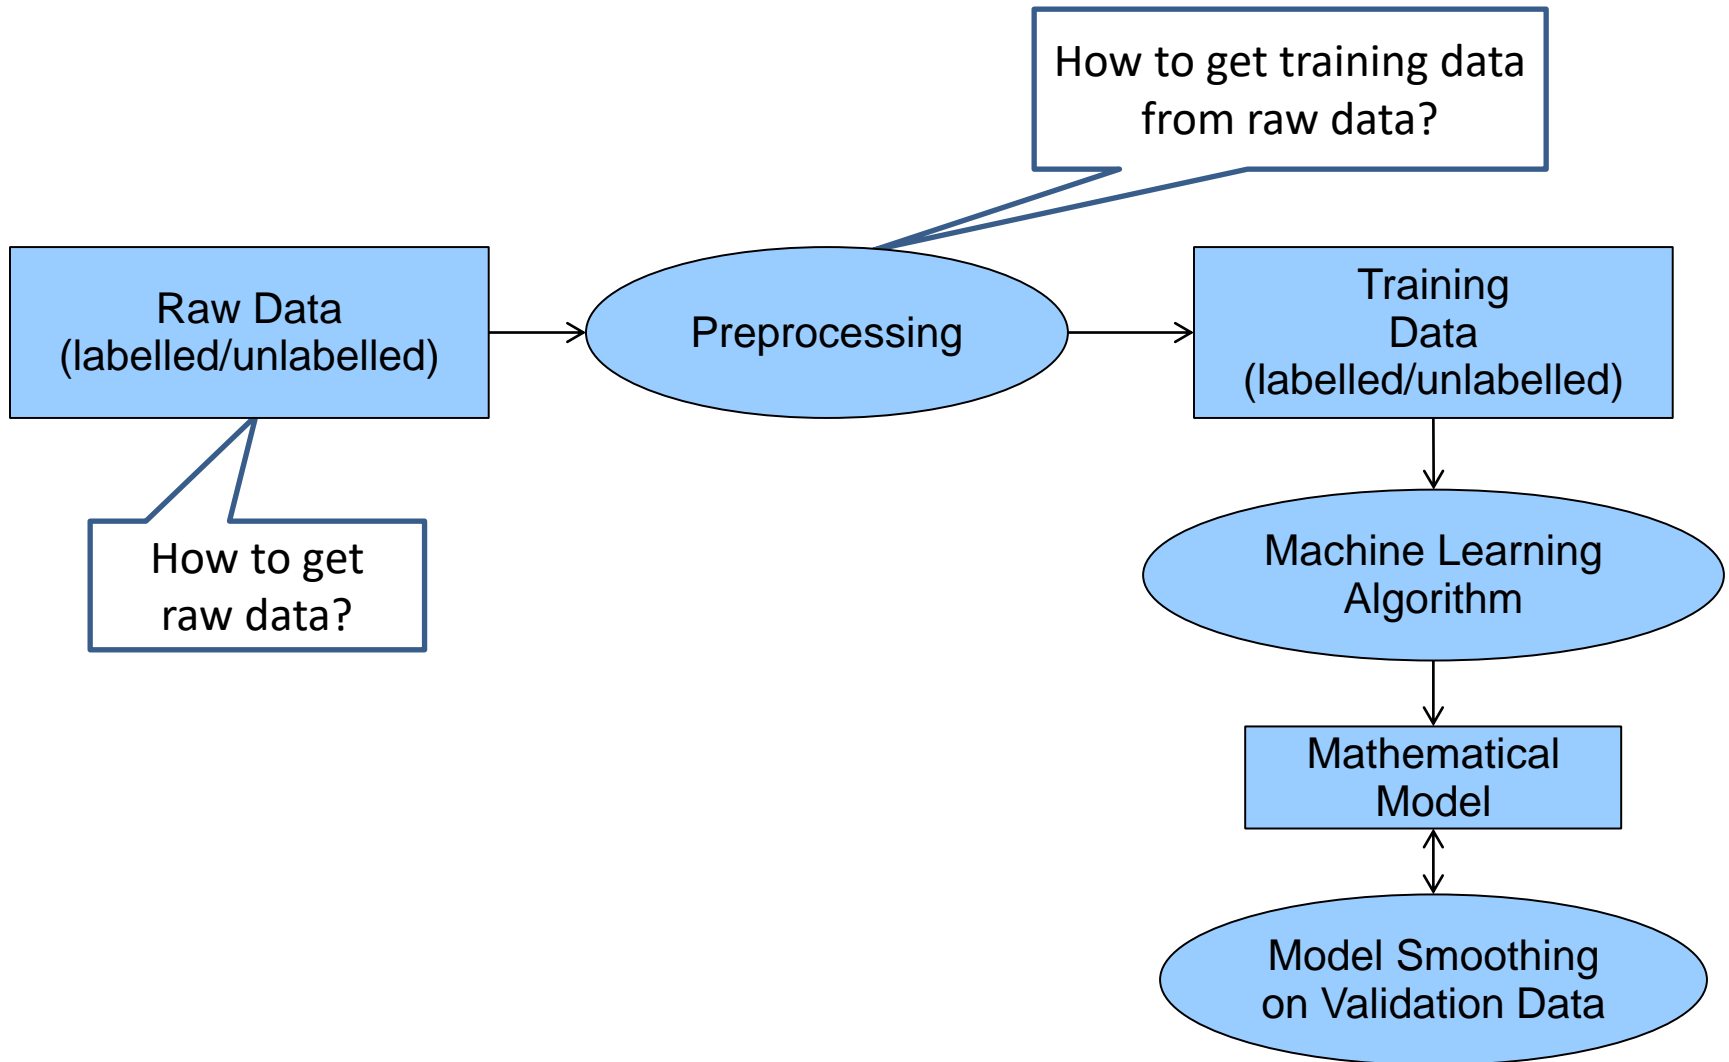 How to get training data
from raw data?
Raw Data
(labelled/unlabelled)
Preprocessing
Training
Data
(labelled/unlabelled)
How to get
raw data?
Machine Learning
Algorithm
Mathematical
Model
Model Smoothing
on Validation Data